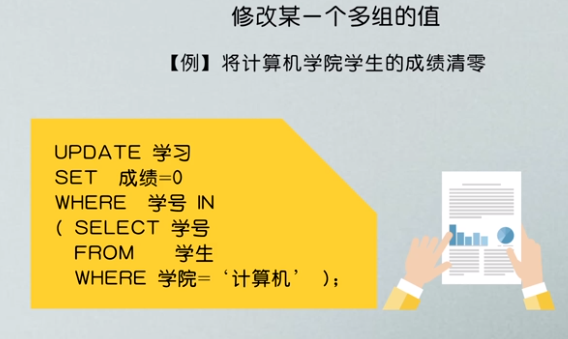 修改某一个多组的值
【例】将计算机学院学生的成绩清零
UPDATE 学习
SET 成绩=0
WHERE 学号 IN
( SELECT 学号
FROM 学生
WHERE 学院=‘计算机’ );